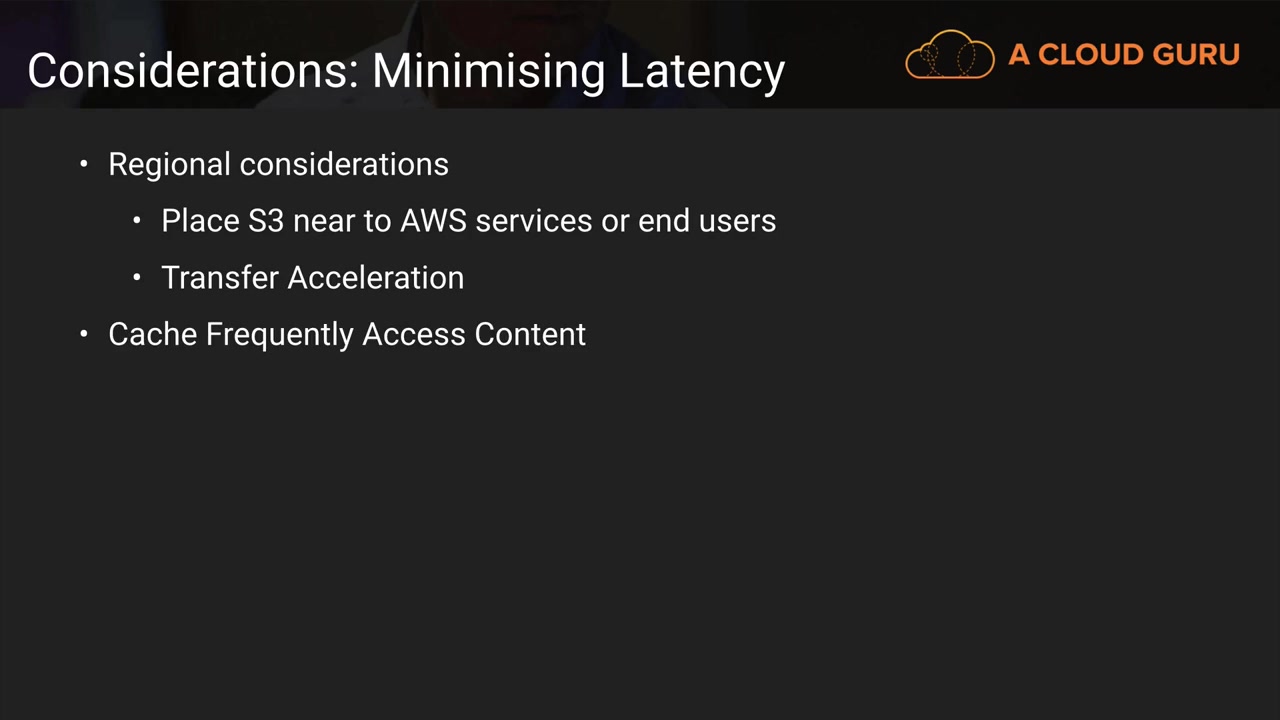 Considerations: Minimising Latency
A CLOUD GURU
• Regional considerations
• Place S3 near to AWS services or end users
• Transfer Acceleration
• Cache Frequently Access Content